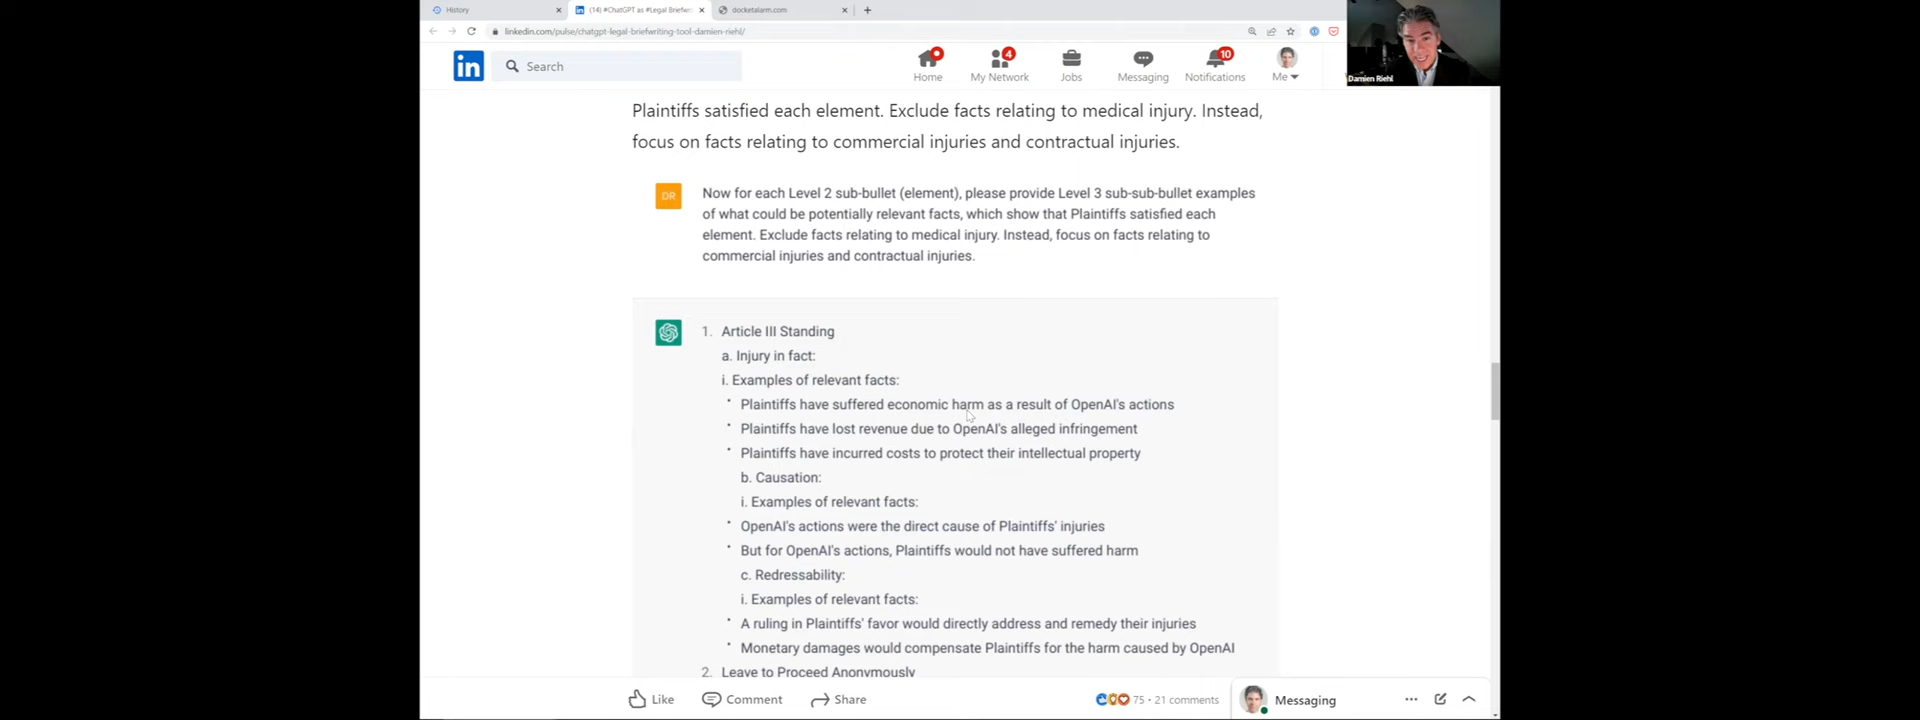 History
(14) #ChatGPT as #Legal Briefwri
docketalarm.com
linkedin.com/pulse/chatgpt-legal-briefwriting-tool-damien-riehl/
in
Search
Home
4
My Network
Jobs
Messaging
10
Notifications
Me
Damien Riehl
Plaintiffs satisfied each element. Exclude facts relating to medical injury. Instead,
focus on facts relating to commercial injuries and contractual injuries.
DR
Now for each Level 2 sub-bullet (element), please provide Level 3 sub-sub-bullet examples
of what could be potentially relevant facts, which show that Plaintiffs satisfied each
element. Exclude facts relating to medical injury. Instead, focus on facts relating to
commercial injuries and contractual injuries.
1. Article III Standing
a. Injury in fact:
i. Examples of relevant facts:
• Plaintiffs have suffered economic harm as a result of OpenAI's actions
• Plaintiffs have lost revenue due to OpenAI's alleged infringement
• Plaintiffs have incurred costs to protect their intellectual property
b. Causation:
i. Examples of relevant facts:
• OpenAI's actions were the direct cause of Plaintiffs' injuries
• But for OpenAI's actions, Plaintiffs would not have suffered harm
c. Redressability:
i. Examples of relevant facts:
• A ruling in Plaintiffs' favor would directly address and remedy their injuries
• Monetary damages would compensate Plaintiffs for the harm caused by OpenAI
2. Leave to Proceed Anonymously
Like
Comment
Share
75 • 21 comments
Messaging